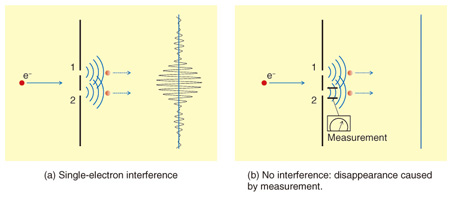 1
e⁻
2
(a) Single-electron interference
1
e⁻
2
Measurement
(b) No interference: disappearance caused
by measurement.